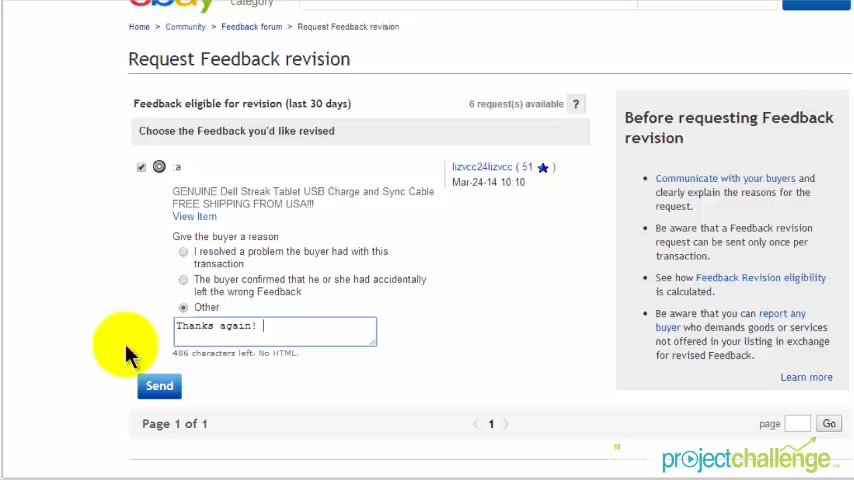 ebay
category
Home > Community > Feedback forum > Request Feedback revision
Request Feedback revision
Feedback eligible for revision (last 30 days)
6 request(s) available ?
Choose the Feedback you'd like revised
:a
lizvcc24lizvcc ( 51 )
Mar-24-14 10:10
GENUINE Dell Streak Tablet USB Charge and Sync Cable
FREE SHIPPING FROM USA!!!
View Item
Give the buyer a reason
I resolved a problem the buyer had with this
transaction
The buyer confirmed that he or she had accidentally
left the wrong Feedback
Other
Thanks again!
486 characters left. No HTML.
Send
Page 1 of 1
< 1 >
page
Go
Before requesting Feedback
revision
• Communicate with your buyers and
clearly explain the reasons for the
request.
• Be aware that a Feedback revision
request can be sent only once per
transaction.
• See how Feedback Revision eligibility
is calculated.
• Be aware that you can report any
buyer who demands goods or services
not offered in your listing in exchange
for revised Feedback.
Learn more
projectchallenge